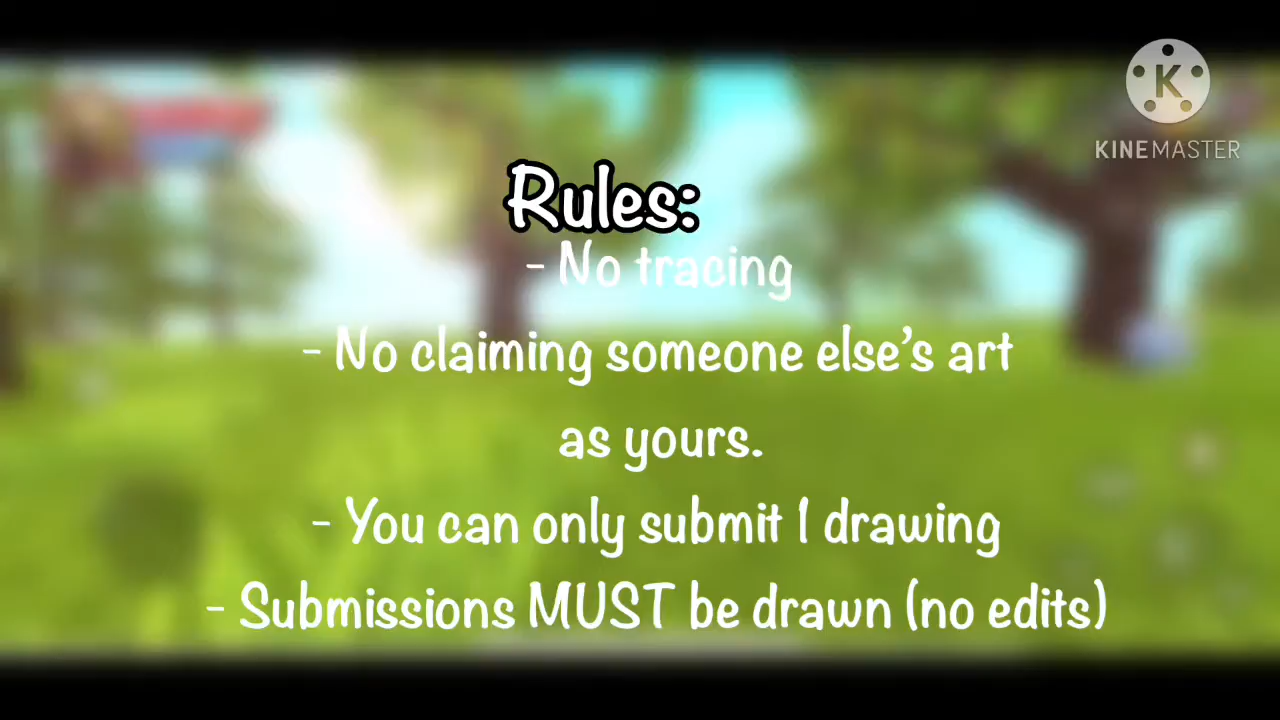 K
KINEMASTER
Rules:
- No tracing
- No claiming someone else’s art
as yours.
- You can only submit 1 drawing
- Submissions MUST be drawn (no edits)